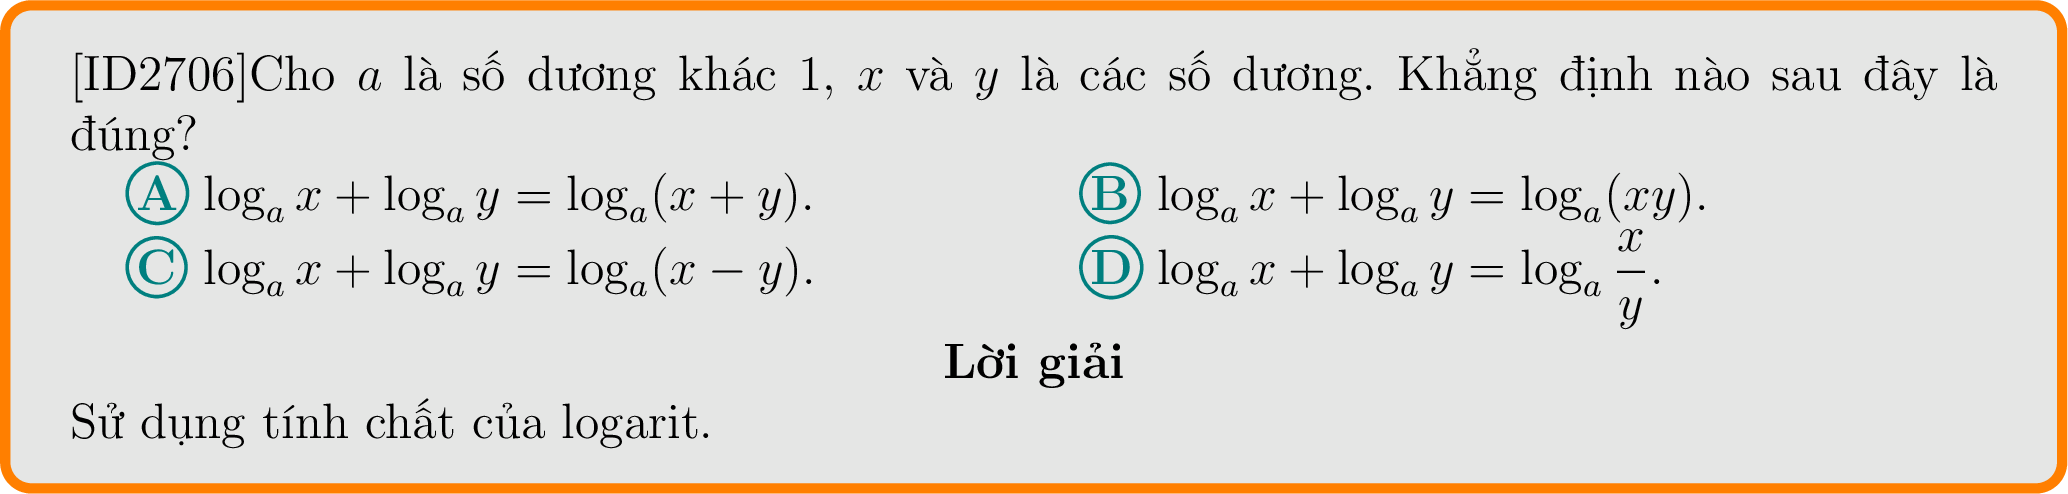 [ID2706]Cho a là số dương khác 1, x và y là các số dương. Khẳng định nào sau đây là
đúng?
A log_a x + log_a y = log_a(x + y). B log_a x + log_a y = log_a(xy).
C log_a x + log_a y = log_a(x − y). D log_a x + log_a y = log_a \frac{x}{y}.
Lời giải
Sử dụng tính chất của logarit.